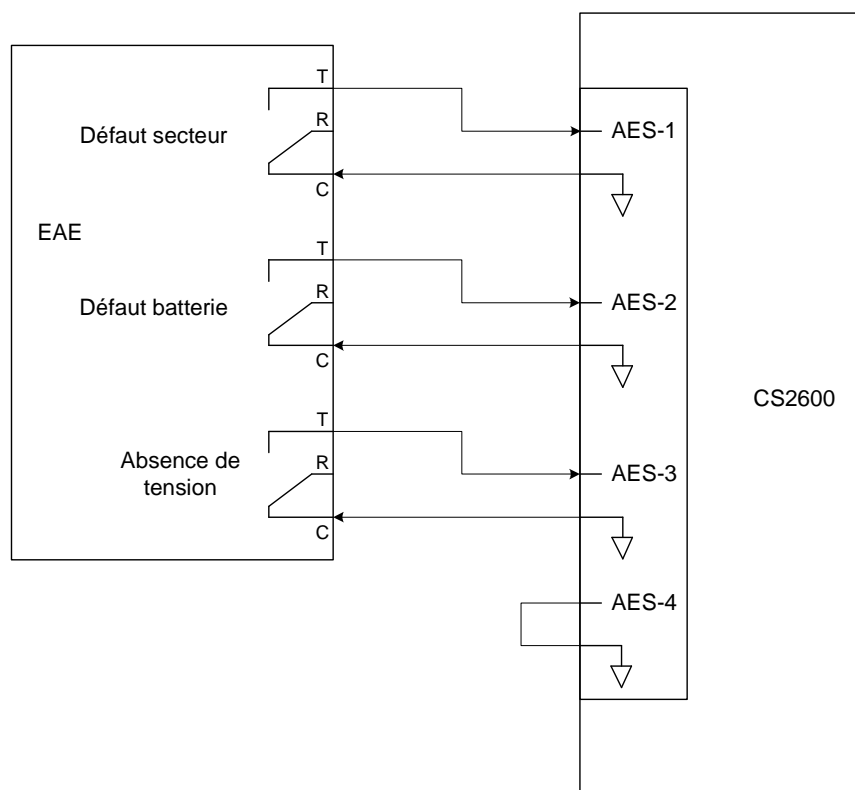 T
R
Défaut secteur
AES-1
C
EAE
T
R
Défaut batterie
AES-2
C
CS2600
T
R
Absence de
tension
AES-3
C
AES-4